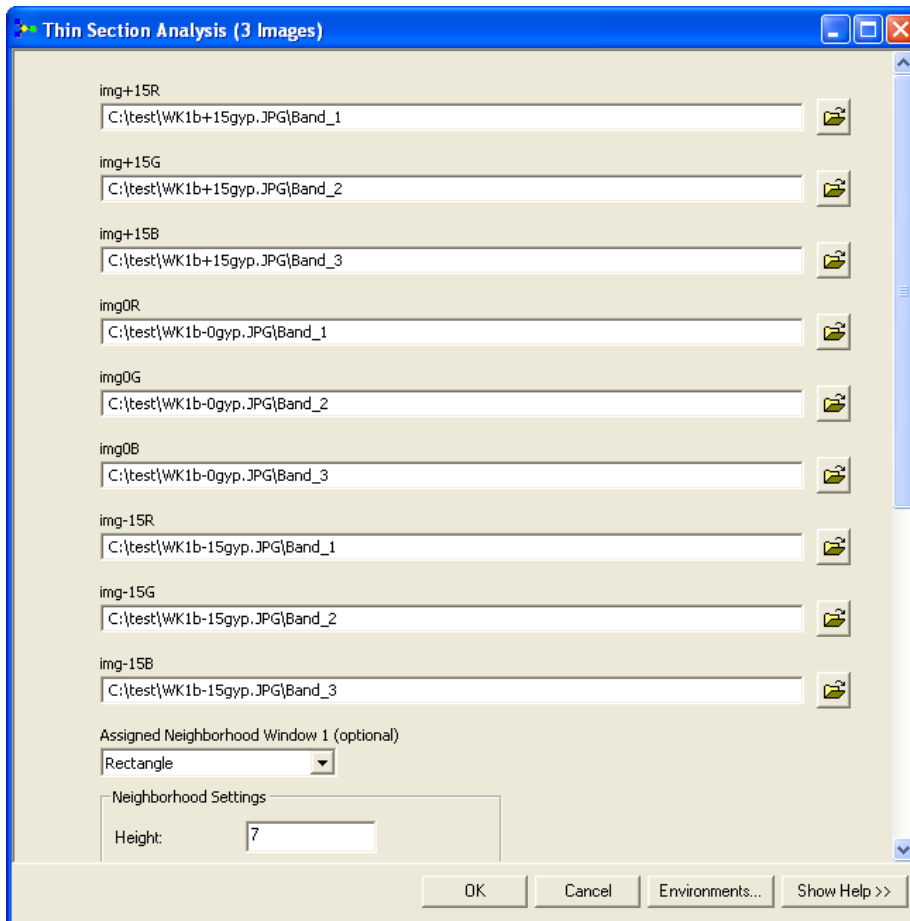 Thin Section Analysis (3 Images)
img+15R
C:\test\WK1b+15gyp.JPG\Band_1
img+15G
C:\test\WK1b+15gyp.JPG\Band_2
img+15B
C:\test\WK1b+15gyp.JPG\Band_3
img0R
C:\test\WK1b-0gyp.JPG\Band_1
img0G
C:\test\WK1b-0gyp.JPG\Band_2
img0B
C:\test\WK1b-0gyp.JPG\Band_3
img-15R
C:\test\WK1b-15gyp.JPG\Band_1
img-15G
C:\test\WK1b-15gyp.JPG\Band_2
img-15B
C:\test\WK1b-15gyp.JPG\Band_3
Assigned Neighborhood Window 1 (optional)
Rectangle
Neighborhood Settings
Height: 7
OK Cancel Environments... Show Help >>